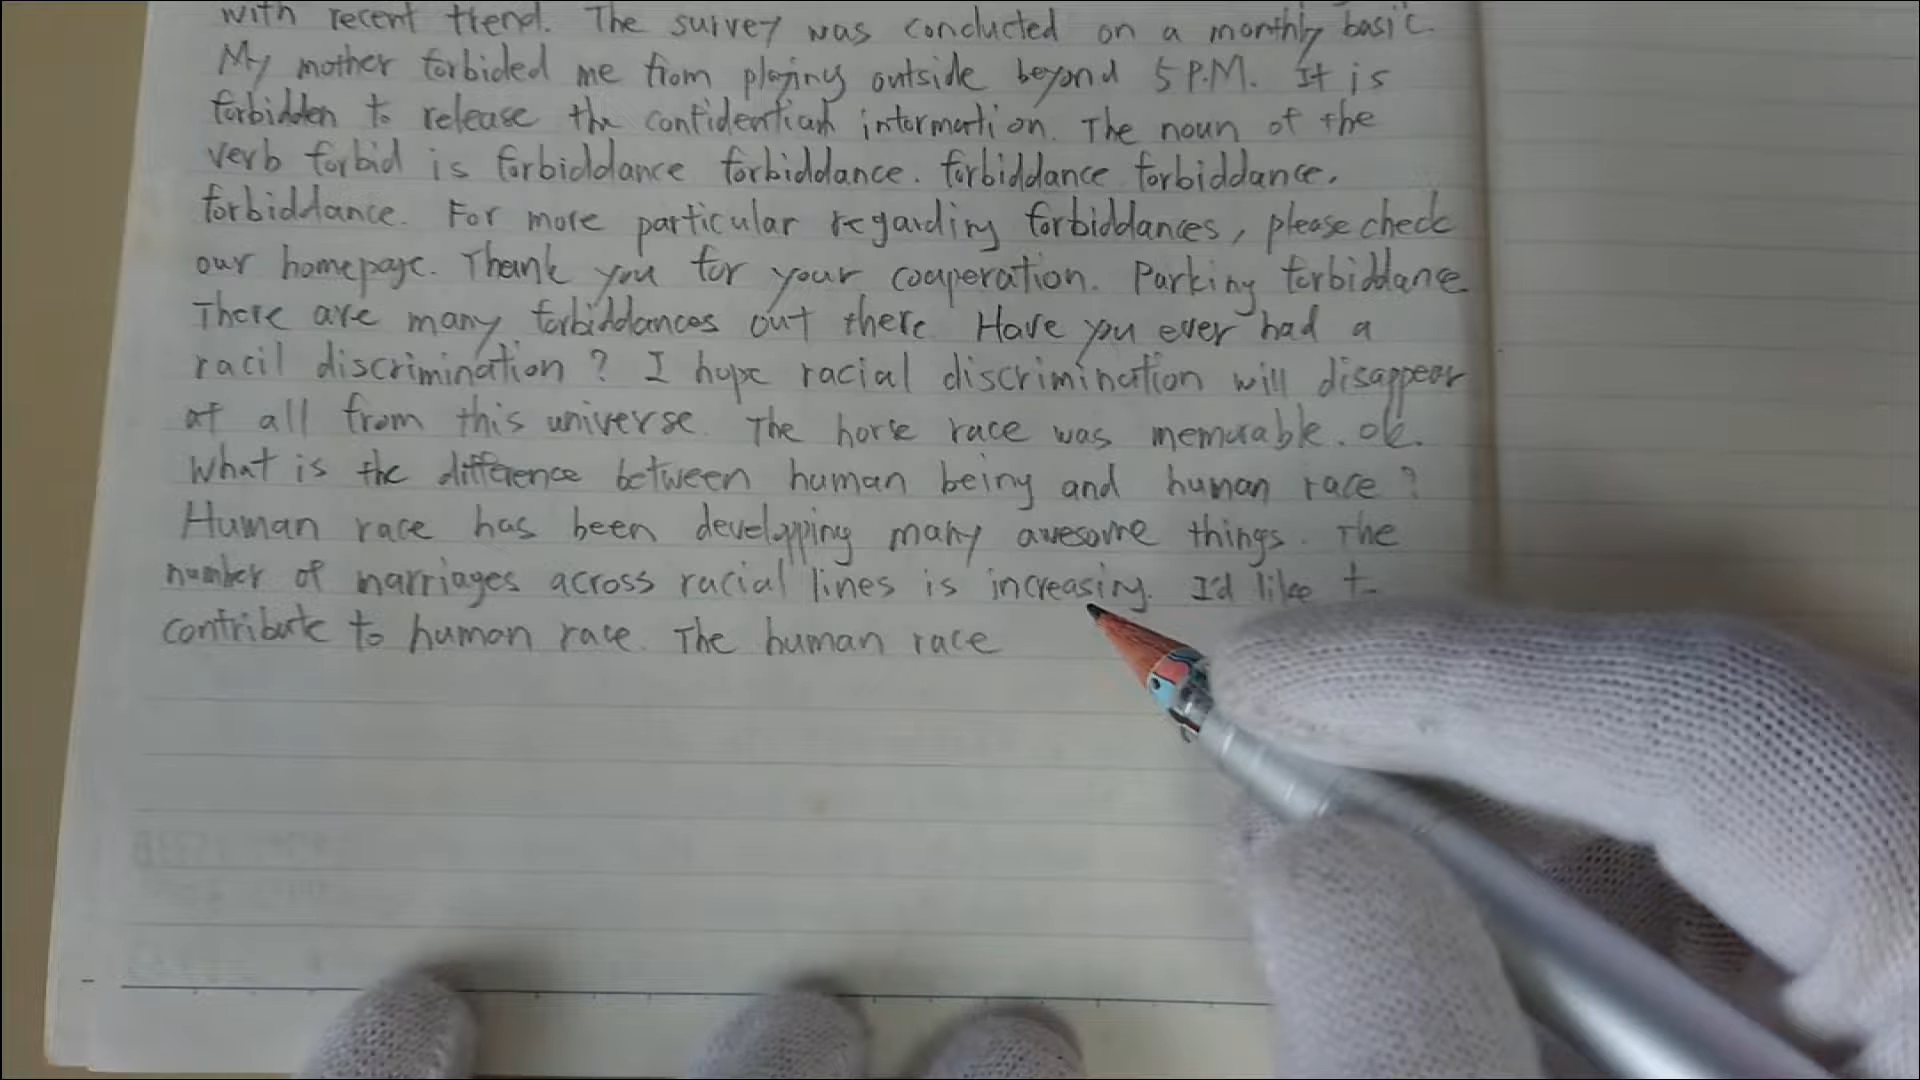 with recent trend. The survey was conducted on a monthly basic
My mother forbided me from playing outside beyond 5 P.M. It is
forbidden to release the information. The noun of the
verb forbid is forbiddance forbiddance. forbiddance forbiddance.
forbiddance. For more particular regarding forbiddances, please check
our homepage. Thank you for your couperation. Parking forbiddance
There are many forbiddances out there Have you ever had a
racil discrimination? I hope racial discrimination will disappear
at all from this universe. The horse race was memorable. ok.
What is the difference between human being and human race?
Human race has been developping many awesome things. The
number of marriages across racial lines is increasing. I'd like to
contribute to human race. The human race